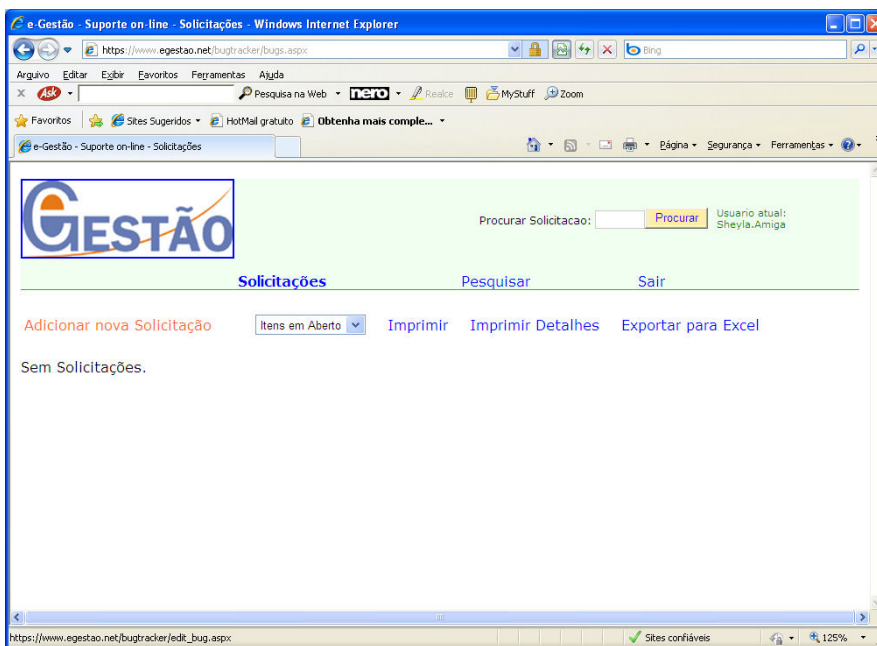 e-Gestão - Suporte on-line - Solicitações - Windows Internet Explorer
https://www.egestao.net/bugtracker/bugs.aspx
Bing
Arquivo Editar Exibir Favoritos Ferramentas Ajuda
x Ask Pesquisa na Web nero Realce MyStuff Zoom
Favoritos Sites Sugeridos HotMail gratuito Obtenha mais comple...
e-Gestão - Suporte on-line - Solicitações Página Segurança Ferramentas
eGESTÃO
Procurar Solicitacao: Procurar Usuario atual:
Sheyla.Amiga
Solicitações Pesquisar Sair
Adicionar nova Solicitação Itens em Aberto Imprimir Imprimir Detalhes Exportar para Excel
Sem Solicitações.
https://www.egestao.net/bugtracker/edit_bug.aspx Sites confiáveis 125%